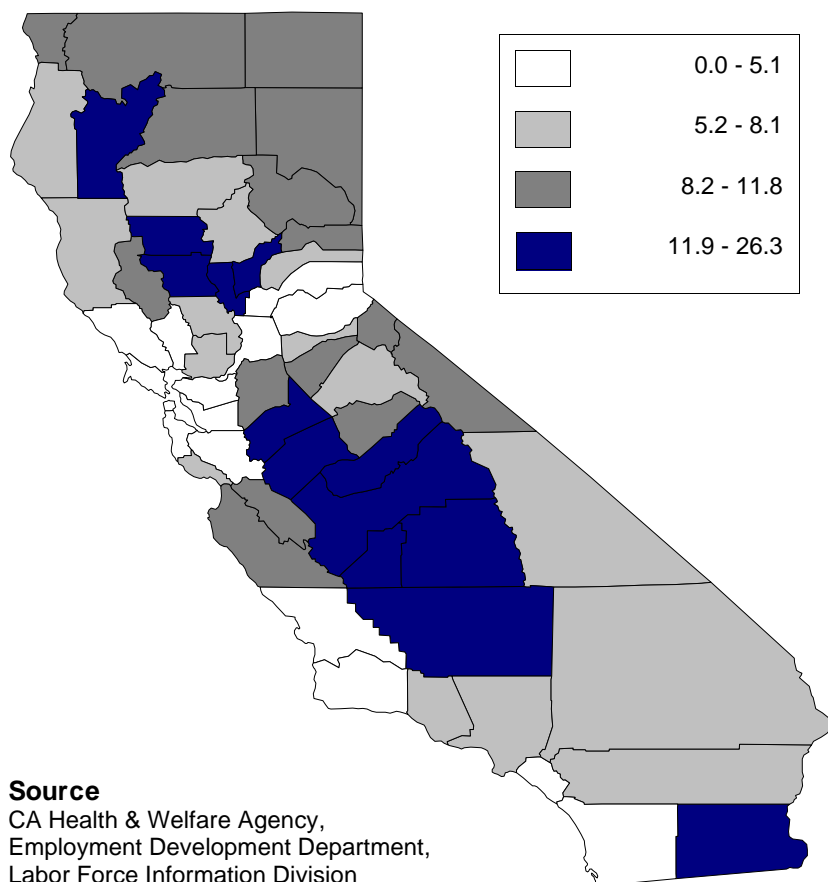 0.0 - 5.1
5.2 - 8.1
8.2 - 11.8
11.9 - 26.3
Source
CA Health & Welfare Agency,
Employment Development Department,
Labor Force Information Division